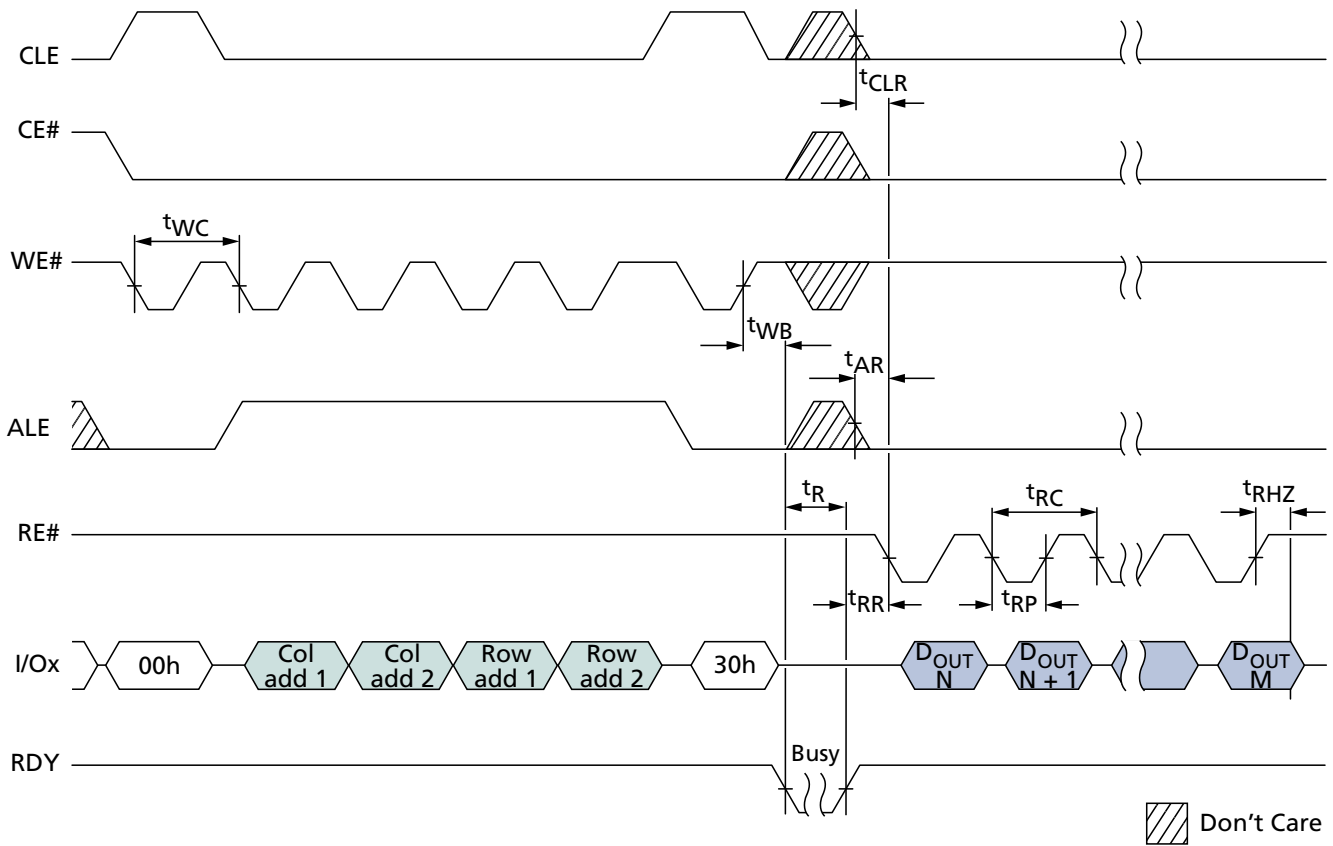 CLE
tCLR
CE#
tWC
WE#
tWB
tAR
ALE
tR
tRC
tRHZ
RE#
tRR
tRP
I/Ox
00h
Col
add 1
Col
add 2
Row
add 1
Row
add 2
30h
DOUT
N
DOUT
N + 1
DOUT
M
RDY
Busy
Don't Care